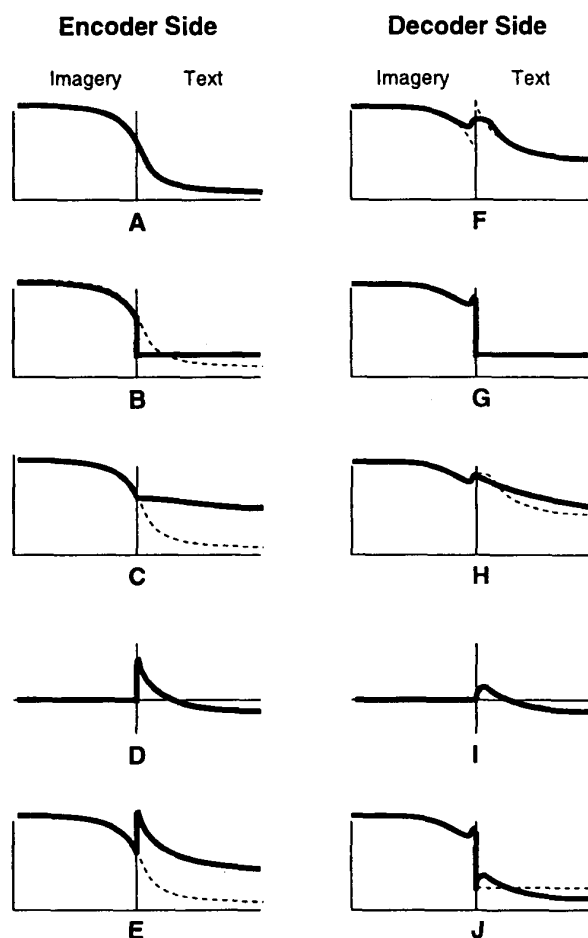 Encoder Side Decoder Side
Imagery Text Imagery Text
A F
B G
C H
D I
E J